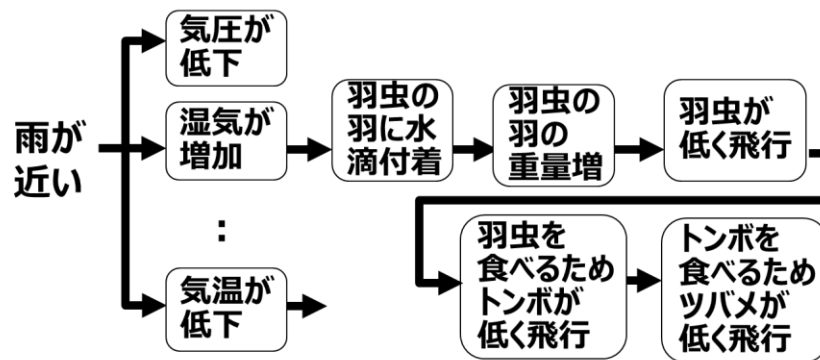 雨が
近い
気圧が
低下
湿気が
増加
:
気温が
低下
羽虫の
羽に水
滴付着
羽虫の
羽の
重量増
羽虫が
低く飛行
羽虫を
食べるため
トンボが
低く飛行
トンボを
食べるため
ツバメが
低く飛行